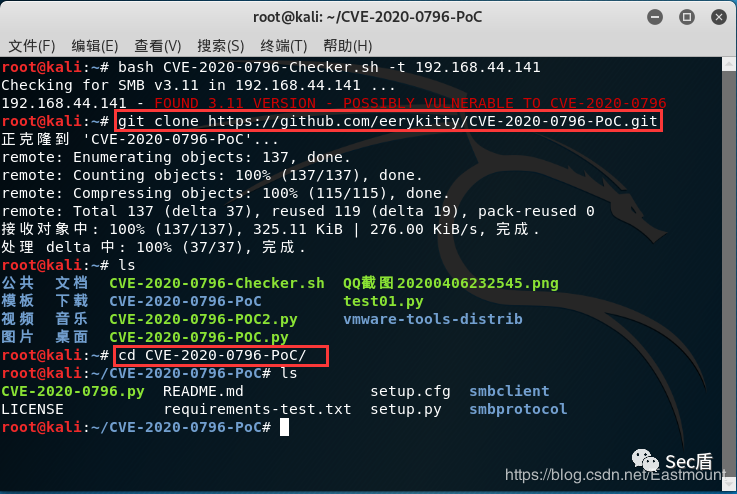 root@kali: ~/CVE-2020-0796-PoC
文件(F) 编辑(E) 查看(V) 搜索(S) 终端(T) 帮助(H)
root@kali:~# bash CVE-2020-0796-Checker.sh -t 192.168.44.141
Checking for SMB v3.11 in 192.168.44.141 ...
192.168.44.141 - FOUND 3.11 VERSION - POSSIBLY VULNERABLE TO CVE-2020-0796
root@kali:~# git clone https://github.com/eerykitty/CVE-2020-0796-PoC.git
正克隆到 'CVE-2020-0796-PoC'...
remote: Enumerating objects: 137, done.
remote: Counting objects: 100% (137/137), done.
remote: Compressing objects: 100% (115/115), done.
remote: Total 137 (delta 37), reused 119 (delta 19), pack-reused 0
接收对象中: 100% (137/137), 325.11 KiB | 276.00 KiB/s, 完成.
处理 delta 中: 100% (37/37), 完成.
root@kali:~# ls
公共 文档 CVE-2020-0796-Checker.sh QQ截图20200406232545.png
模板 下载 CVE-2020-0796-PoC test01.py
视频 音乐 CVE-2020-0796-POC2.py vmware-tools-distrib
图片 桌面 CVE-2020-0796-POC.py
root@kali:~# cd CVE-2020-0796-PoC/
root@kali:~/CVE-2020-0796-PoC# ls
CVE-2020-0796.py README.md setup.cfg smbclient
LICENSE requirements-test.txt setup.py smbprotocol
root@kali:~/CVE-2020-0796-PoC#
Sec盾
https://blog.csdn.net/Eastmount